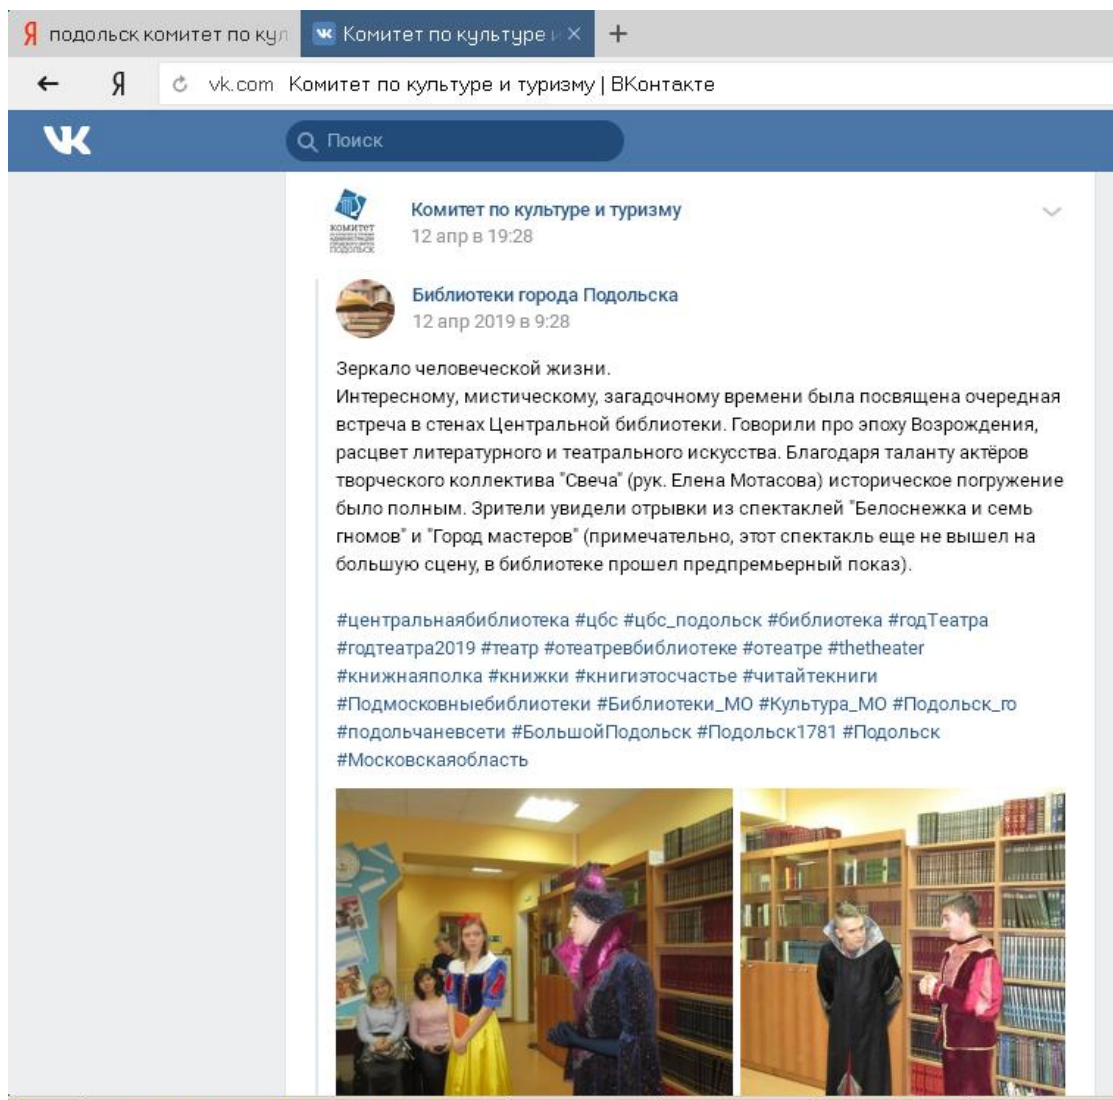 Я подольск комитет по кул
Комитет по культуре и
vk.com Комитет по культуре и туризму | ВКонтакте
Поиск
КОМИТЕТ
ПОДОЛЬСК
Комитет по культуре и туризму
12 апр в 19:28
Библиотеки города Подольска
12 апр 2019 в 9:28
Зеркало человеческой жизни.
Интересному, мистическому, загадочному времени была посвящена очередная
встреча в стенах Центральной библиотеки. Говорили про эпоху Возрождения,
расцвет литературного и театрального искусства. Благодаря таланту актёров
творческого коллектива "Свеча" (рук. Елена Мотасова) историческое погружение
было полным. Зрители увидели отрывки из спектаклей "Белоснежка и семь
гномов" и "Город мастеров" (примечательно, этот спектакль еще не вышел на
большую сцену, в библиотеке прошел предпремьерный показ).
#центральнаябиблиотека #цбс #цбс_подольск #библиотека #годТеатра
#годтеатра2019 #театр #отеатревбиблиотеке #отеатре #thetheater
#книжнаяполка #книжки #книгиэтосчастье #читайтекниги
#Подмосковныебиблиотеки #Библиотеки_МО #Культура_МО #Подольск_го
#подольчаневсети #БольшойПодольск #Подольск1781 #Подольск
#Московскаяобласть